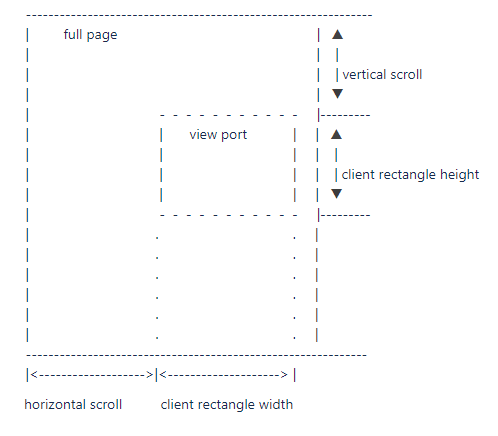 full page
vertical scroll
view port
client rectangle height
horizontal scroll client rectangle width